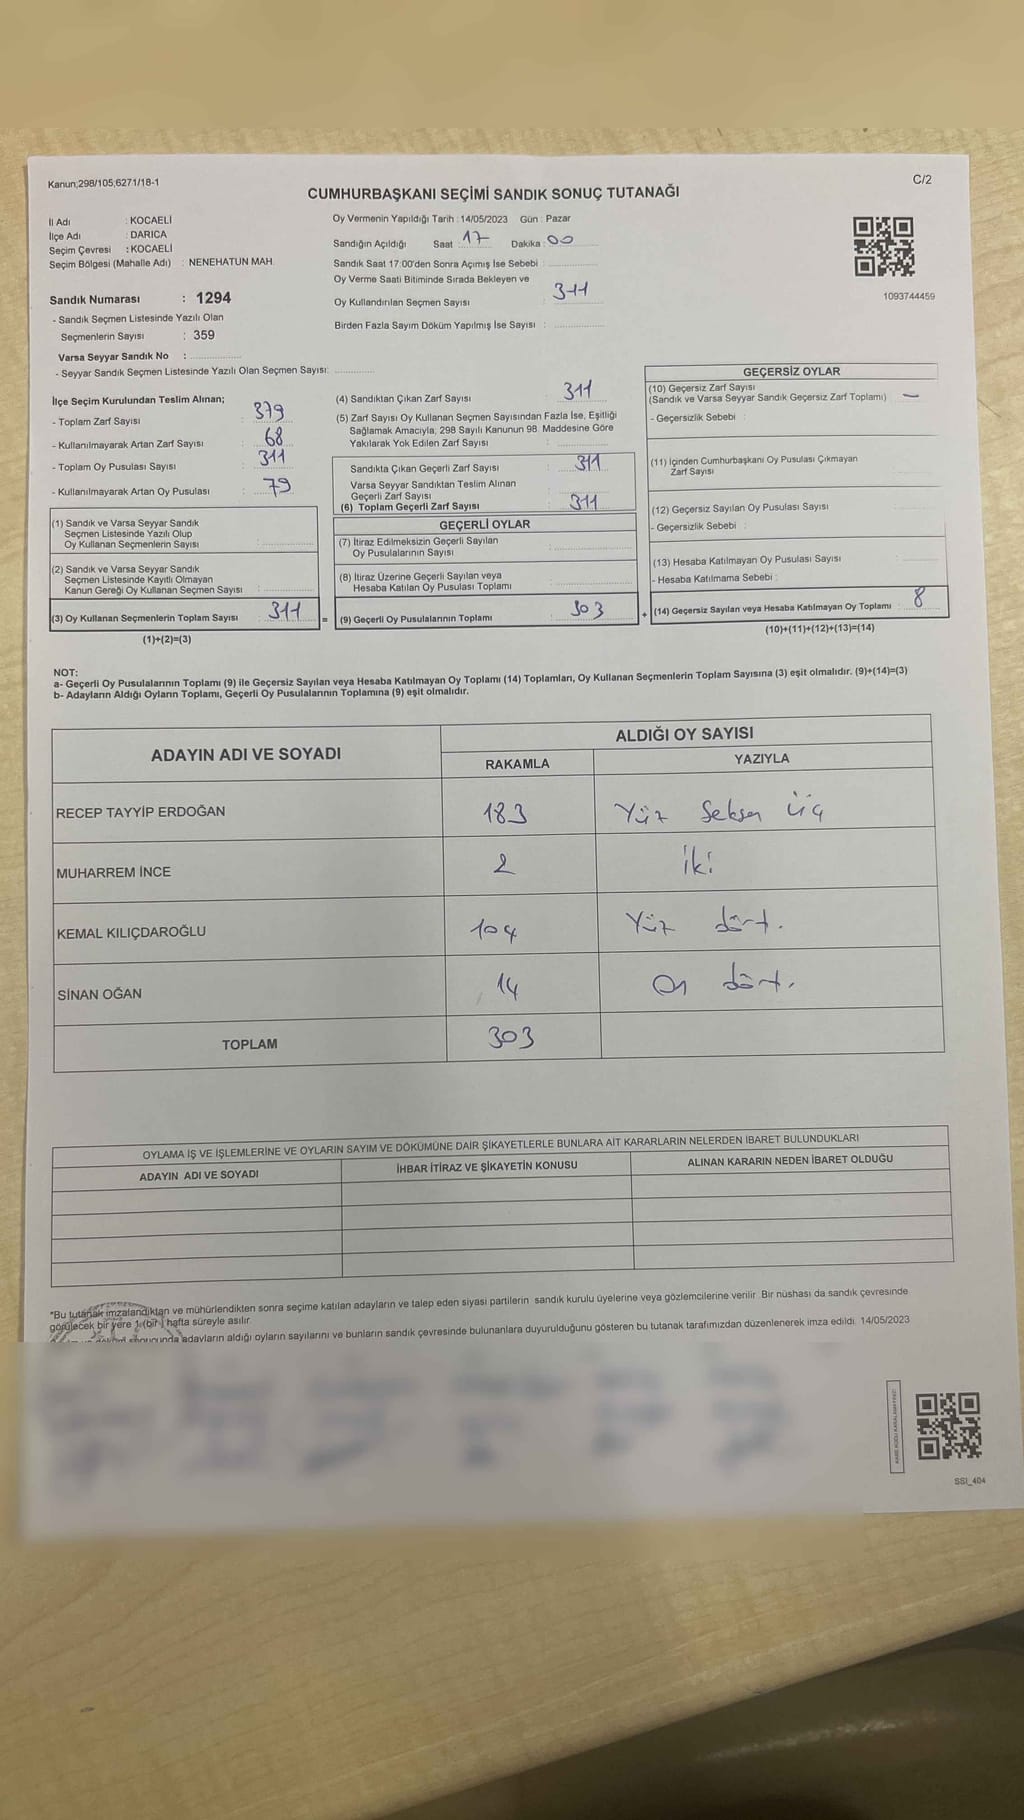 Kanun;298/105;6271/18-1
C/2
CUMHURBAŞKANI SEÇİMİ SANDIK SONUÇ TUTANAĞI
İl Adı : KOCAELİ
İlçe Adı : DARICA
Seçim Çevresi : KOCAELİ
Seçim Bölgesi (Mahalle Adı) : NENEHATUN MAH.
Sandık Numarası : 1294
- Sandık Seçmen Listesinde Yazılı Olan
Seçmenlerin Sayısı : 359
Varsa Seyyar Sandık No :
- Seyyar Sandık Seçmen Listesinde Yazılı Olan Seçmen Sayısı:
Oy Vermenin Yapıldığı Tarih : 14/05/2023 Gün : Pazar
Sandığın Açıldığı Saat : 17 Dakika : 00
Sandık Saat 17:00'den Sonra Açımış İse Sebebi :
Oy Verme Saati Bitiminde Sırada Bekleyen ve
Oy Kullandırılan Seçmen Sayısı : 311
Birden Fazla Sayım Döküm Yapılmış İse Sayısı :
1093744459
İlçe Seçim Kurulundan Teslim Alınan;
- Toplam Zarf Sayısı : 379
- Kullanılmayarak Artan Zarf Sayısı : 68
- Toplam Oy Pusulası Sayısı : 311
- Kullanılmayarak Artan Oy Pusulası : 79
(1) Sandık ve Varsa Seyyar Sandık
Seçmen Listesinde Yazılı Olup
Oy Kullanan Seçmenlerin Sayısı :
(2) Sandık ve Varsa Seyyar Sandık
Seçmen Listesinde Kayıtlı Olmayan
Kanun Gereği Oy Kullanan Seçmen Sayısı :
(3) Oy Kullanan Seçmenlerin Toplam Sayısı : 311 =
(1)+(2)=(3)
(4) Sandıktan Çıkan Zarf Sayısı : 311
(5) Zarf Sayısı Oy Kullanan Seçmen Sayısından Fazla İse, Eşitliği
Sağlamak Amacıyla, 298 Sayılı Kanunun 98. Maddesine Göre
Yakılarak Yok Edilen Zarf Sayısı :
Sandıkta Çıkan Geçerli Zarf Sayısı : 311
Varsa Seyyar Sandıktan Teslim Alınan
Geçerli Zarf Sayısı :
(6) Toplam Geçerli Zarf Sayısı : 311
GEÇERLİ OYLAR
(7) İtiraz Edilmeksizin Geçerli Sayılan
Oy Pusulalarının Sayısı :
(8) İtiraz Üzerine Geçerli Sayılan veya
Hesaba Katılan Oy Pusulası Toplamı :
(9) Geçerli Oy Pusulalarının Toplamı : 303 +
GEÇERSİZ OYLAR
(10) Geçersiz Zarf Sayısı
(Sandık ve Varsa Seyyar Sandık Geçersiz Zarf Toplamı) : —
- Geçersizlik Sebebi :
(11) İçinden Cumhurbaşkanı Oy Pusulası Çıkmayan
Zarf Sayısı :
(12) Geçersiz Sayılan Oy Pusulası Sayısı :
- Geçersizlik Sebebi :
(13) Hesaba Katılmayan Oy Pusulası Sayısı :
- Hesaba Katılmama Sebebi :
(14) Geçersiz Sayılan veya Hesaba Katılmayan Oy Toplamı : 8
(10)+(11)+(12)+(13)=(14)
NOT:
a- Geçerli Oy Pusulalarının Toplamı (9) ile Geçersiz Sayılan veya Hesaba Katılmayan Oy Toplamı (14) Toplamları, Oy Kullanan Seçmenlerin Toplam Sayısına (3) eşit olmalıdır. (9)+(14)=(3)
b- Adayların Aldığı Oyların Toplamı, Geçerli Oy Pusulalarının Toplamına (9) eşit olmalıdır.
ADAYIN ADI VE SOYADI
ALDIĞI OY SAYISI
RAKAMLA YAZIYLA
RECEP TAYYİP ERDOĞAN 183 Yüz Seksen üç
MUHARREM İNCE 2 iki
KEMAL KILIÇDAROĞLU 104 Yüz dört.
SİNAN OĞAN 14 On dört.
TOPLAM 303
OYLAMA İŞ VE İŞLEMLERİNE VE OYLARIN SAYIM VE DÖKÜMÜNE DAİR ŞİKAYETLERLE BUNLARA AİT KARARLARIN NELERDEN İBARET BULUNDUKLARI
ADAYIN ADI VE SOYADI İHBAR İTİRAZ VE ŞİKAYETİN KONUSU ALINAN KARARIN NEDEN İBARET OLDUĞU
*Bu tutanak imzalandıktan ve mühürlendikten sonra seçime katılan adayların ve talep eden siyasi partilerin sandık kurulu üyelerine veya gözlemcilerine verilir. Bir nüshası da sandık çevresinde
görülecek bir yere 1 (bir) hafta süreyle asılır.
sonucunda adayların aldığı oyların sayılarını ve bunların sandık çevresinde bulunanlara duyurulduğunu gösteren bu tutanak tarafımızdan düzenlenerek imza edildi. 14/05/2023
SSI_404